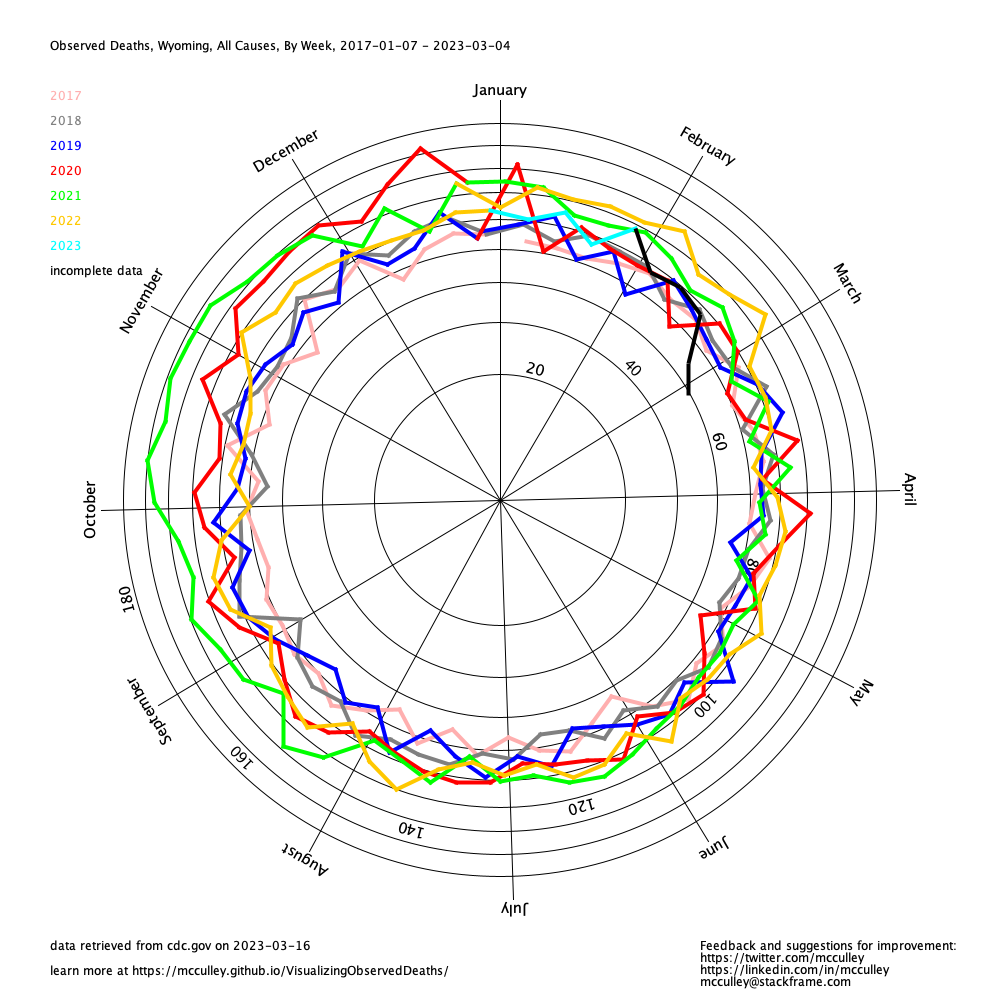 Observed Deaths, Wyoming, All Causes, By Week, 2017-01-07 - 2023-03-04
January
2017
2018
2019
2020
2021
2022
2023
incomplete data
December
February
November
March
20
40
60
October
April
80
180
September
May
100
160
120
140
August
June
July
data retrieved from cdc.gov on 2023-03-16
learn more at https://mcculley.github.io/VisualizingObservedDeaths/
Feedback and suggestions for improvement:
https://twitter.com/mcculley
https://linkedin.com/in/mcculley
mcculley@stackframe.com